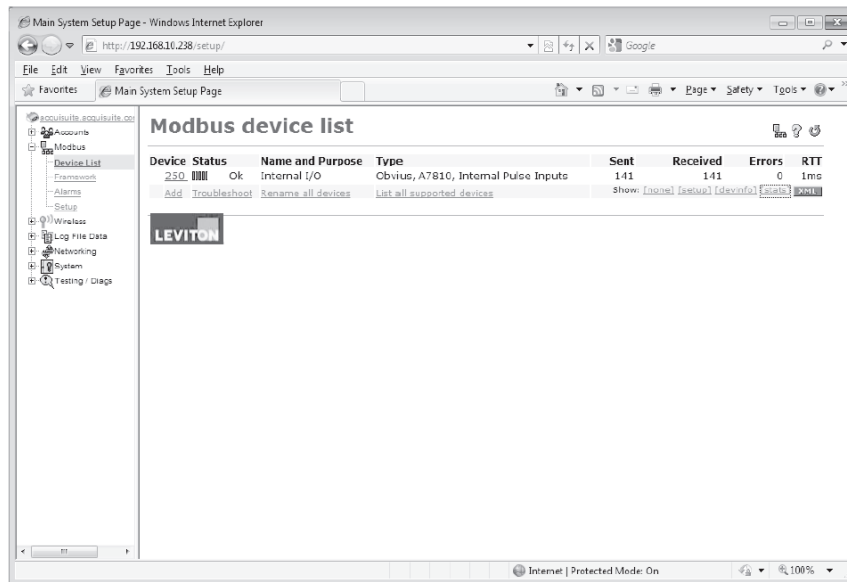 Main System Setup Page - Windows Internet Explorer
http://192.168.10.238/setup/
Google
File Edit View Favorites Tools Help
Favorites Main System Setup Page
Page Safety Tools
acquisuite.acquisuite.com
Accounts
Modbus
Device List
Framework
Alarms
Setup
Wireless
Log File Data
Networking
System
Testing / Diags
Modbus device list
Device Status Name and Purpose Type Sent Received Errors RTT
250 Ok Internal I/O Obvius, A7810, Internal Pulse Inputs 141 141 0 1ms
Add Troubleshoot Rename all devices List all supported devices Show: [none] [setup] [devinfo] [stats] XML
LEVITON
Internet | Protected Mode: On 100%